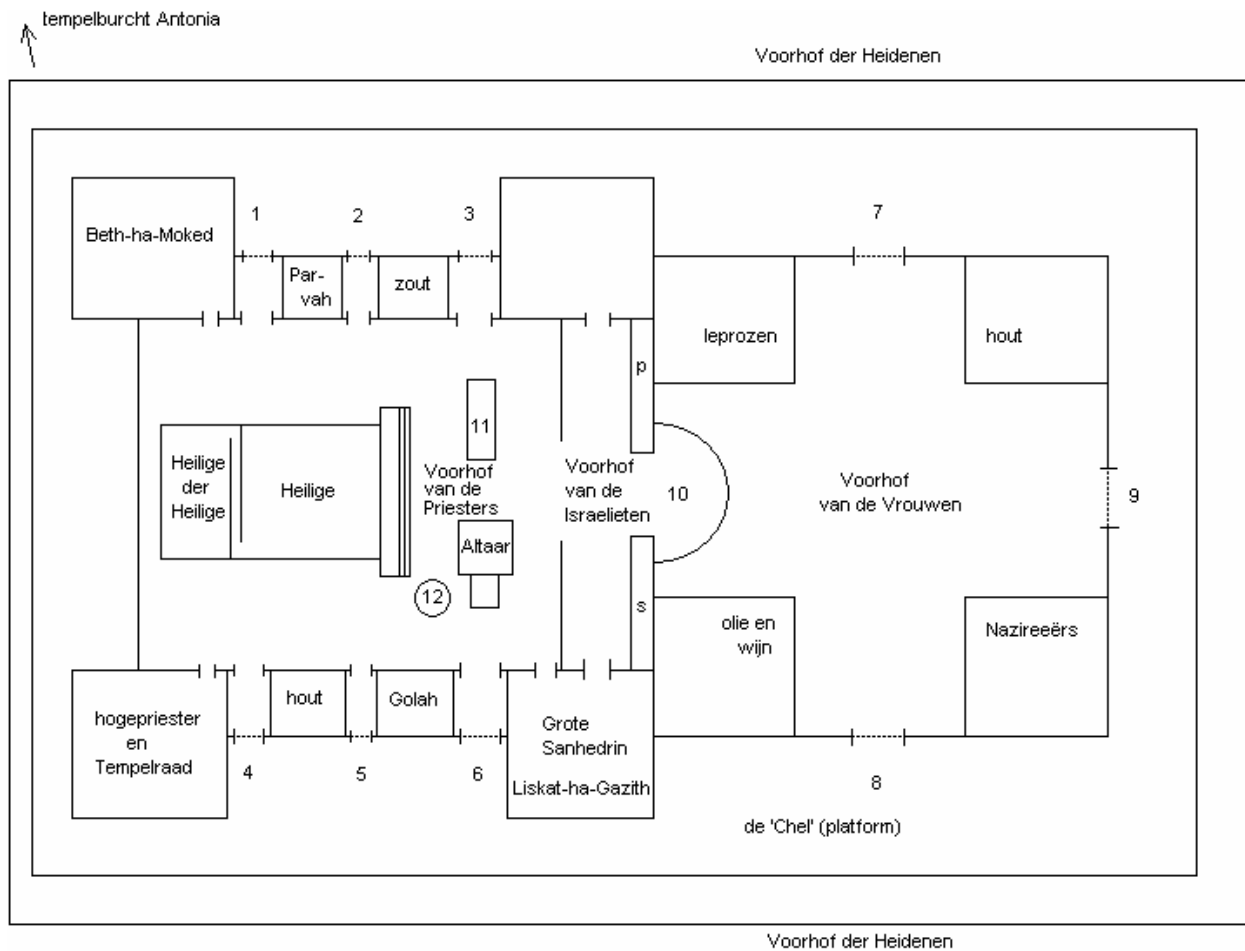 tempelburcht Antonia
Voorhof der Heidenen
Beth-ha-Moked
1
2
3
7
Par-
vah
zout
leprozen
hout
p
11
Heilige
der
Heilige
Heilige
Voorhof
van de
Priesters
Voorhof
van de
Israelieten
10
Voorhof
van de Vrouwen
9
Altaar
12
s
olie en
wijn
Nazireeërs
hogepriester
en
Tempelraad
hout
Golah
Grote
Sanhedrin
Liskat-ha-Gazith
4
5
6
8
de 'Chel' (platform)
Voorhof der Heidenen